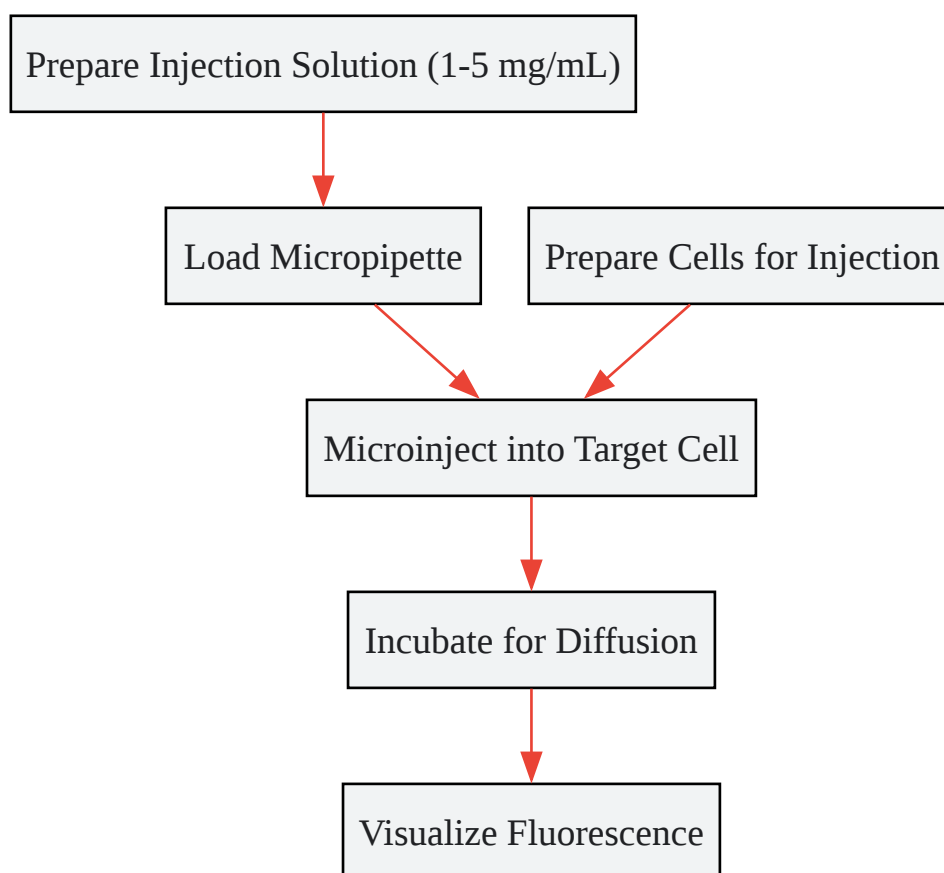 Prepare Injection Solution (1-5 mg/mL)
Load Micropipette
Prepare Cells for Injection
Microinject into Target Cell
Incubate for Diffusion
Visualize Fluorescence